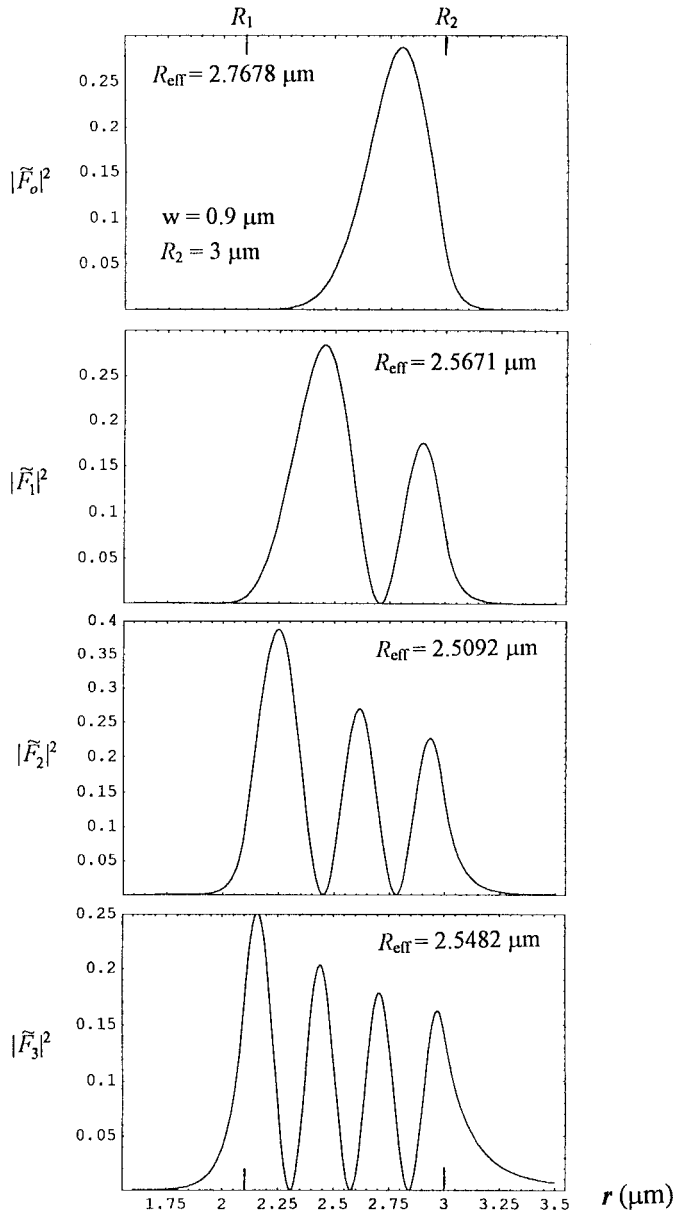 R₁ R₂
R_eff = 2.7678 μm
0.25
0.2
|F̃ₒ|²
0.15
w = 0.9 μm
0.1
R₂ = 3 μm
0.05
R_eff = 2.5671 μm
0.25
0.2
|F̃₁|²
0.15
0.1
0.05
0.4
R_eff = 2.5092 μm
0.35
0.3
0.25
|F̃₂|²
0.2
0.15
0.1
0.05
0.25
R_eff = 2.5482 μm
0.2
0.15
|F̃₃|²
0.1
0.05
1.75 2 2.25 2.5 2.75 3 3.25 3.5 r (μm)